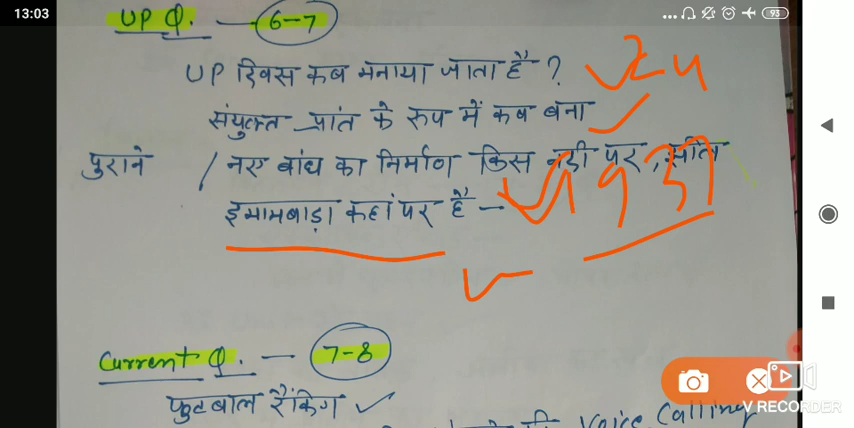 13:03
93
UP Q. — 6-7
UP दिवस कब मनाया जाता है? 24
संयुक्त प्रांत के रुप में कब बना
पुराने / नए बांध का निर्माण किस नदी पर, झील
इमामबाड़ा कहां पर है — 1937
Current Q. — 7-8
फुटबाल रैंकिंग
Voice Calling
V RECORDER